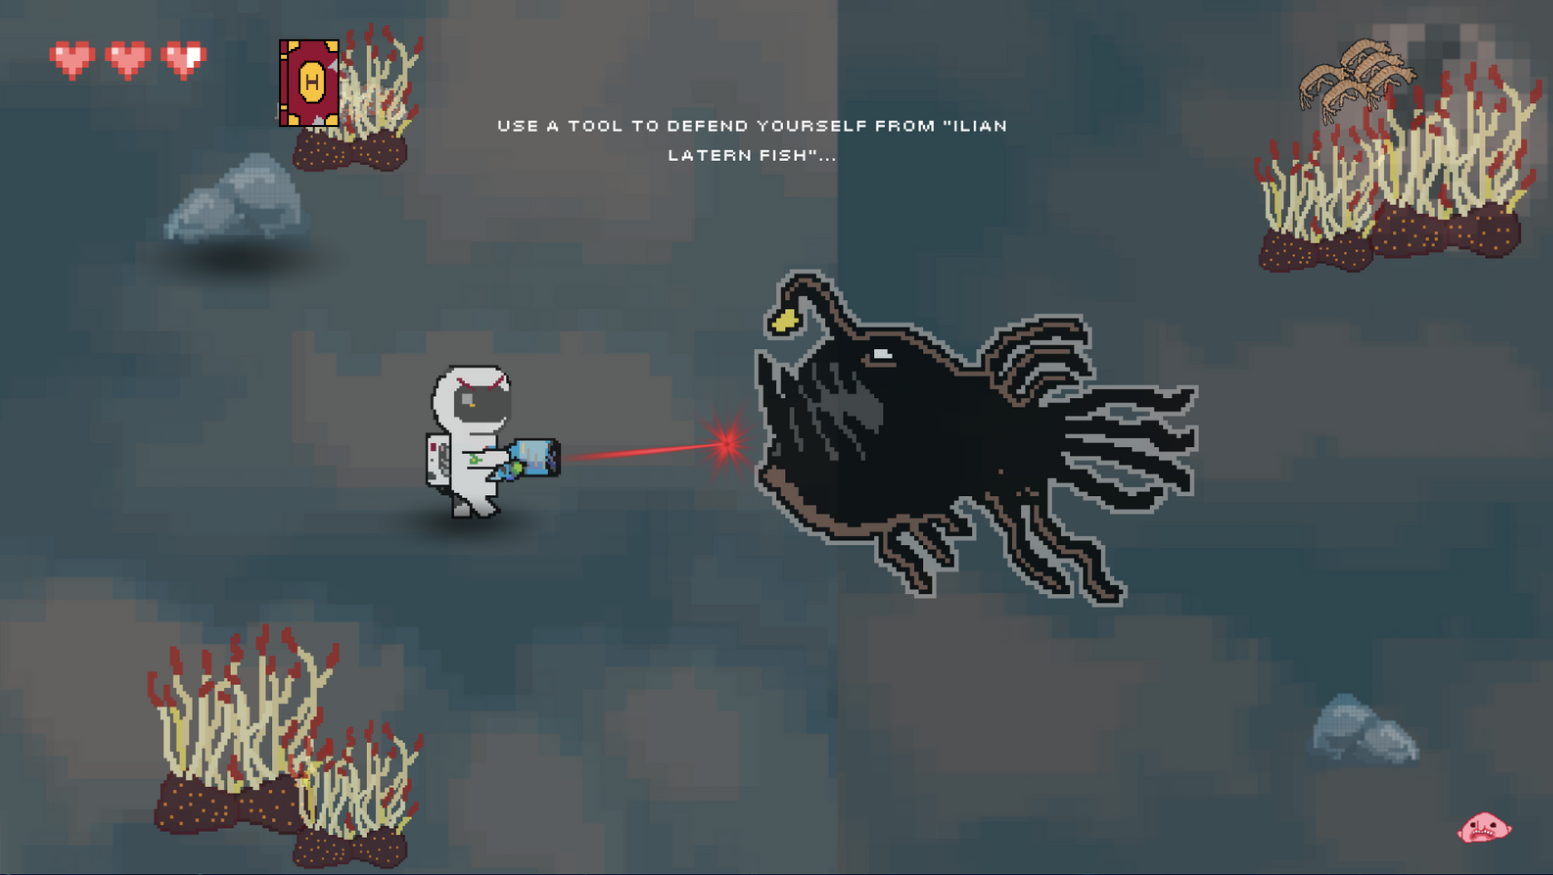 H
USE A TOOL TO DEFEND YOURSELF FROM "ILIAN
LATERN FISH"...